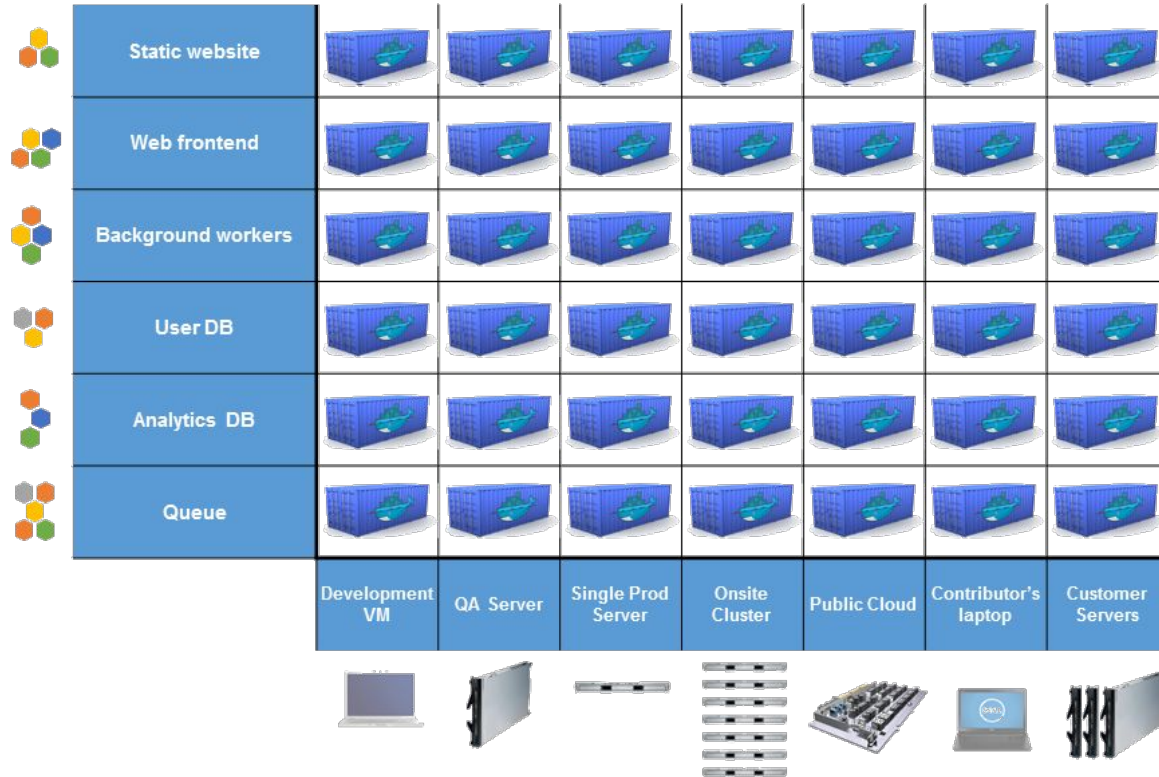 Static website
Web frontend
Background workers
User DB
Analytics DB
Queue
Development
VM
QA Server
Single Prod
Server
Onsite
Cluster
Public Cloud
Contributor's
laptop
Customer
Servers
DELL